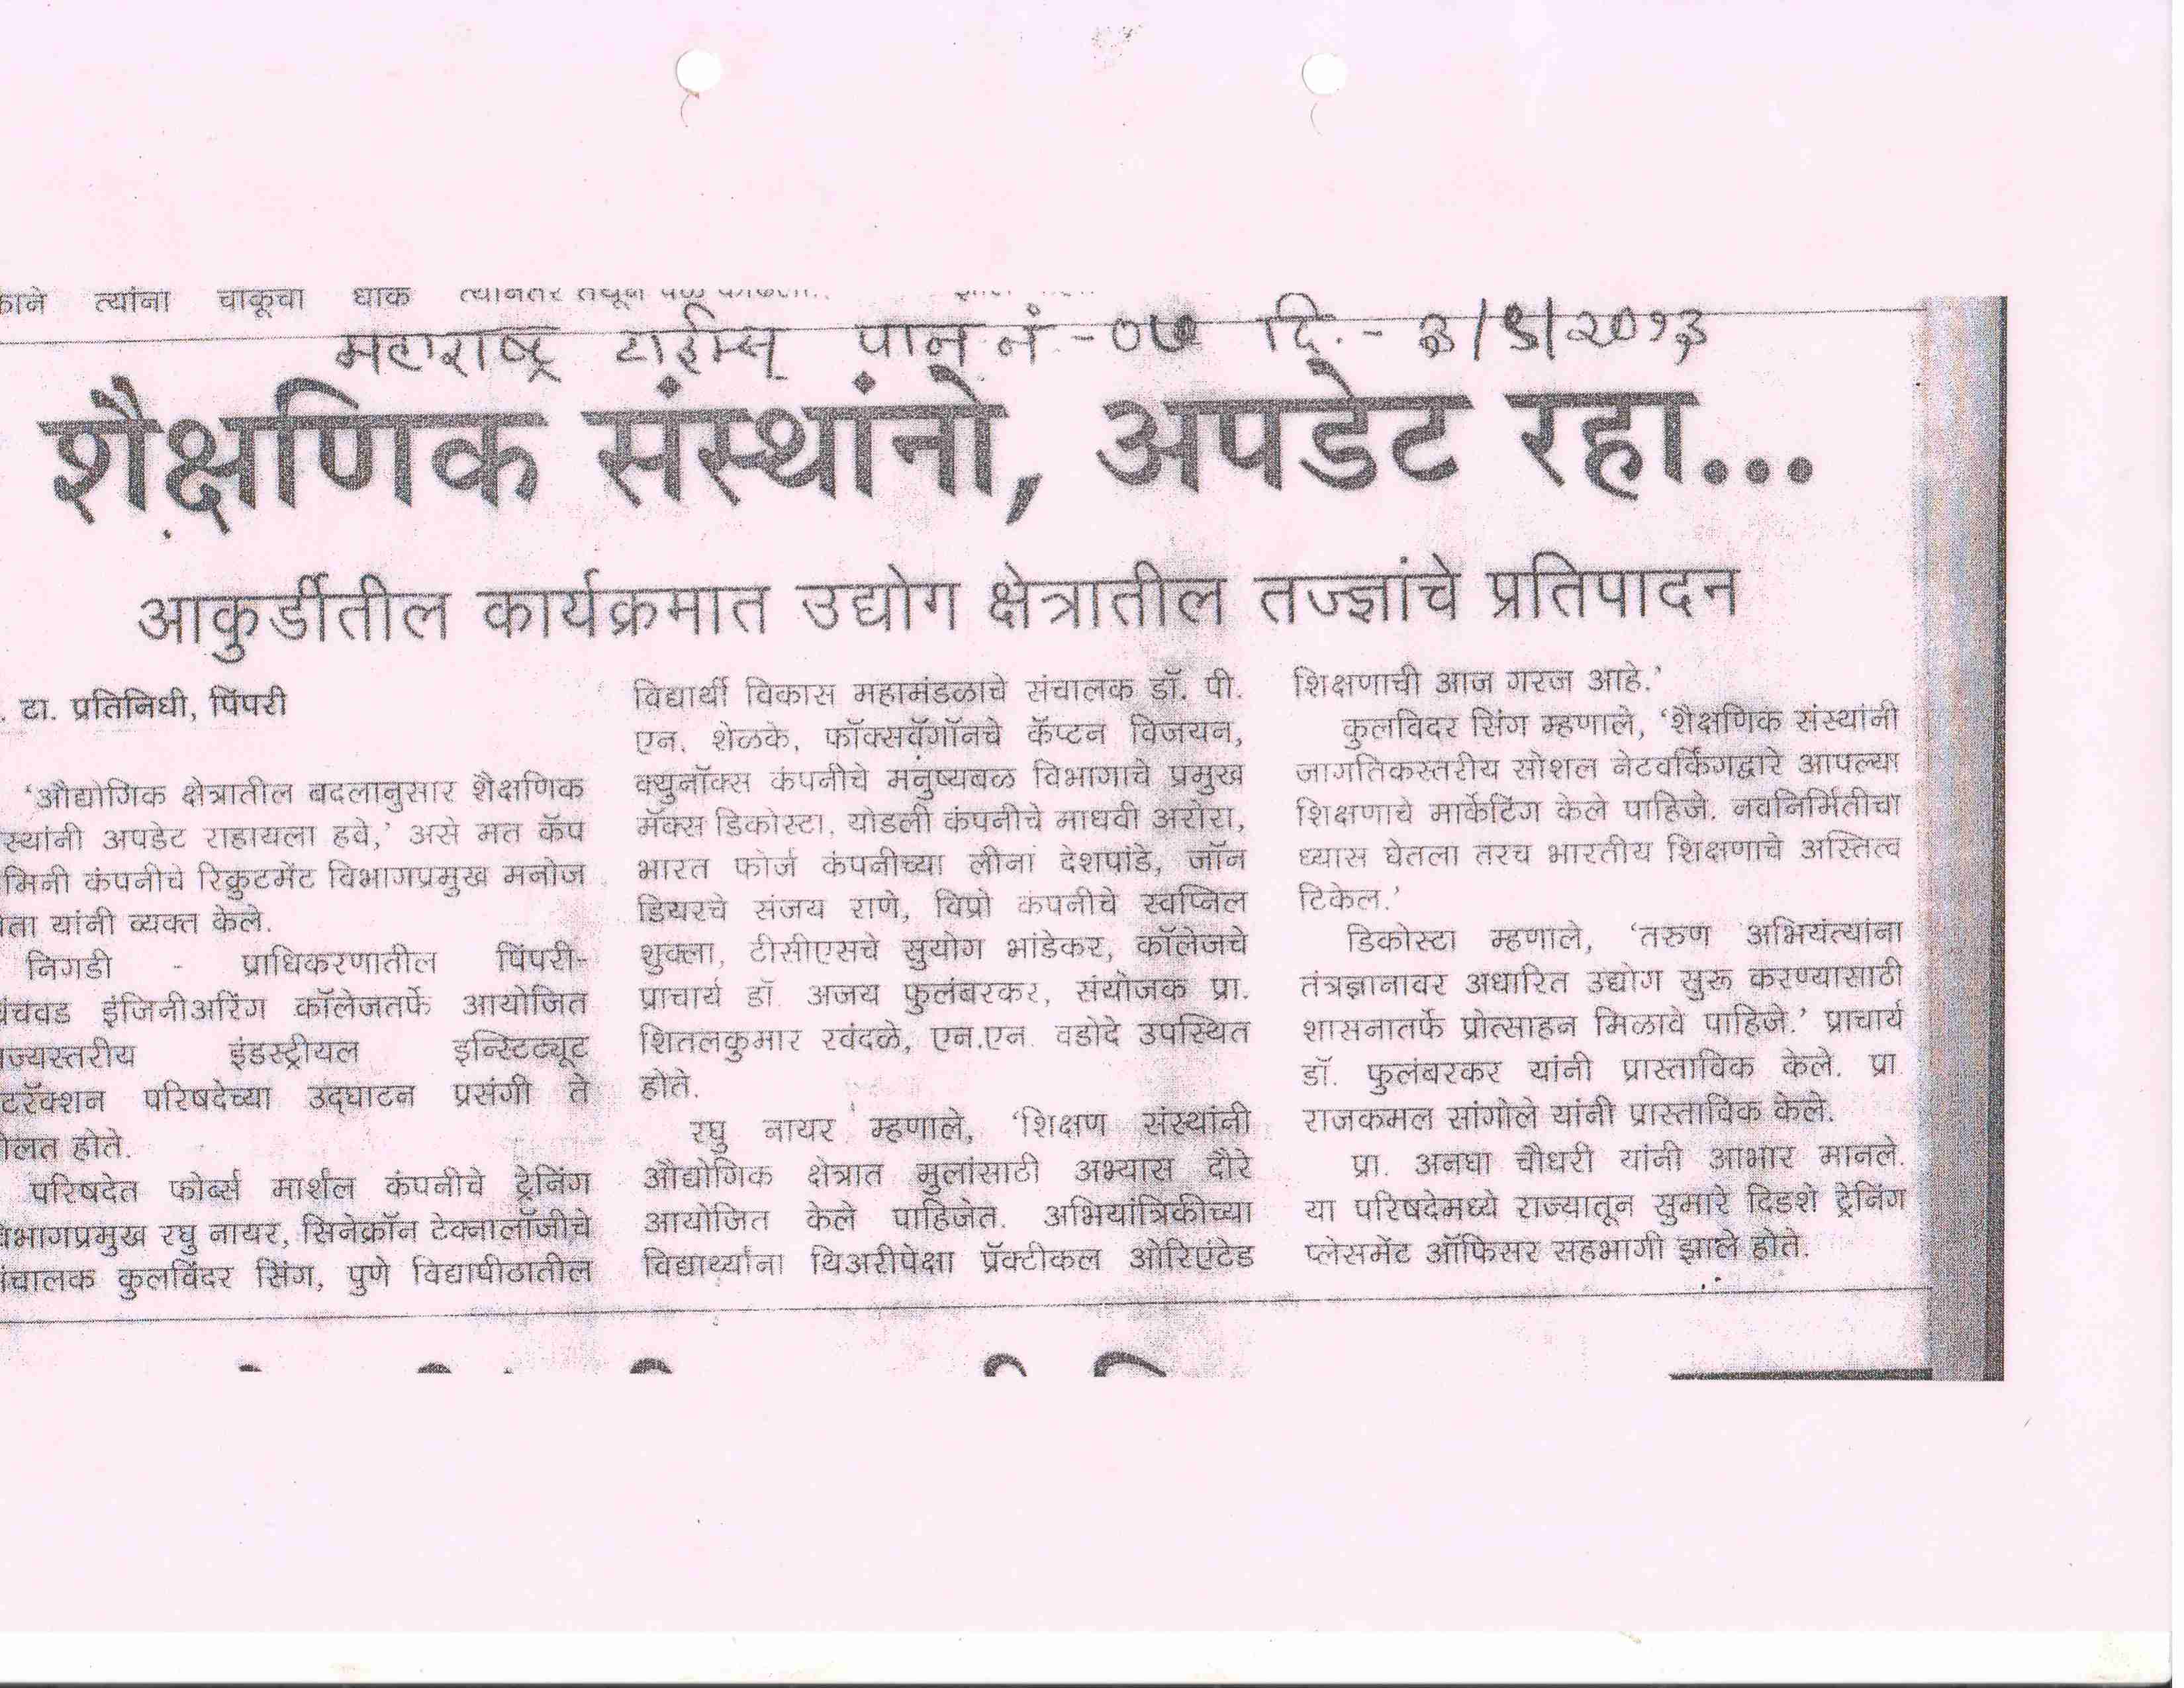 काने त्यांना चाकूचा धाक त्यानंतर तेथून पळ काढला..
महाराष्ट्र टाईम्स् पान नं.-०७ दि.- ३/५/२०१३
शैक्षणिक संस्थांनो, अपडेट रहा...
आकुर्डीतील कार्यक्रमात उद्योग क्षेत्रातील तज्ज्ञांचे प्रतिपादन
. टा. प्रतिनिधी, पिंपरी
‘औद्योगिक क्षेत्रातील बदलानुसार शैक्षणिक
स्थांनी अपडेट राहायला हवे,’ असे मत कॅप
मिनी कंपनीचे रिक्रुटमेंट विभागप्रमुख मनोज
ता यांनी व्यक्त केले.
निगडी - प्राधिकरणातील पिंपरी-
चंचवड इंजिनीअरिंग कॉलेजतर्फे आयोजित
ज्यस्तरीय इंडस्ट्रीयल इन्स्टिट्यूट
टरॅक्शन परिषदेच्या उद्घाटन प्रसंगी ते
लत होते.
परिषदेत फोर्ब्स मार्शल कंपनीचे ट्रेनिंग
भागप्रमुख रघु नायर, सिनेक्रॉन टेक्नालॉजीचे
चालक कुलविंदर सिंग, पुणे विद्यापीठातील
विद्यार्थी विकास महामंडळाचे संचालक डॉ. पी.
एन. शेळके, फॉक्सवॅगॉनचे कॅप्टन विजयन,
क्युनॉक्स कंपनीचे मनुष्यबळ विभागाचे प्रमुख
मॅक्स डिकोस्टा, योडली कंपनीचे माधवी अरोरा,
भारत फोर्ज कंपनीच्या लीना देशपांडे, जॉन
डियरचे संजय राणे, विप्रो कंपनीचे स्वप्निल
शुक्ला, टीसीएसचे सुयोग भांडेकर, कॉलेजचे
प्राचार्य डॉ. अजय फुलंबरकर, संयोजक प्रा.
शितलकुमार रवंदळे, एन.एन. वडोदे उपस्थित
होते.
रघु नायर म्हणाले, ‘शिक्षण संस्थांनी
औद्योगिक क्षेत्रात मुलांसाठी अभ्यास दौरे
आयोजित केले पाहिजेत. अभियांत्रिकीच्या
विद्यार्थ्यांना थिअरीपेक्षा प्रॅक्टीकल ओरिएंटेड
शिक्षणाची आज गरज आहे.’
कुलविंदर सिंग म्हणाले, ‘शैक्षणिक संस्थांनी
जागतिकस्तरीय सोशल नेटवर्किंगद्वारे आपल्या
शिक्षणाचे मार्केटिंग केले पाहिजे. नवनिर्मितीचा
ध्यास घेतला तरच भारतीय शिक्षणाचे अस्तित्व
टिकेल.’
डिकोस्टा म्हणाले, ‘तरुण अभियंत्यांना
तंत्रज्ञानावर अधारित उद्योग सुरू करण्यासाठी
शासनातर्फे प्रोत्साहन मिळावे पाहिजे.’ प्राचार्य
डॉ. फुलंबरकर यांनी प्रास्ताविक केले. प्रा.
राजकमल सांगोले यांनी प्रास्ताविक केले.
प्रा. अनघा चौधरी यांनी आभार मानले.
या परिषदेमध्ये राज्यातून सुमारे दिडशे ट्रेनिंग
प्लेसमेंट ऑफिसर सहभागी झाले होते.